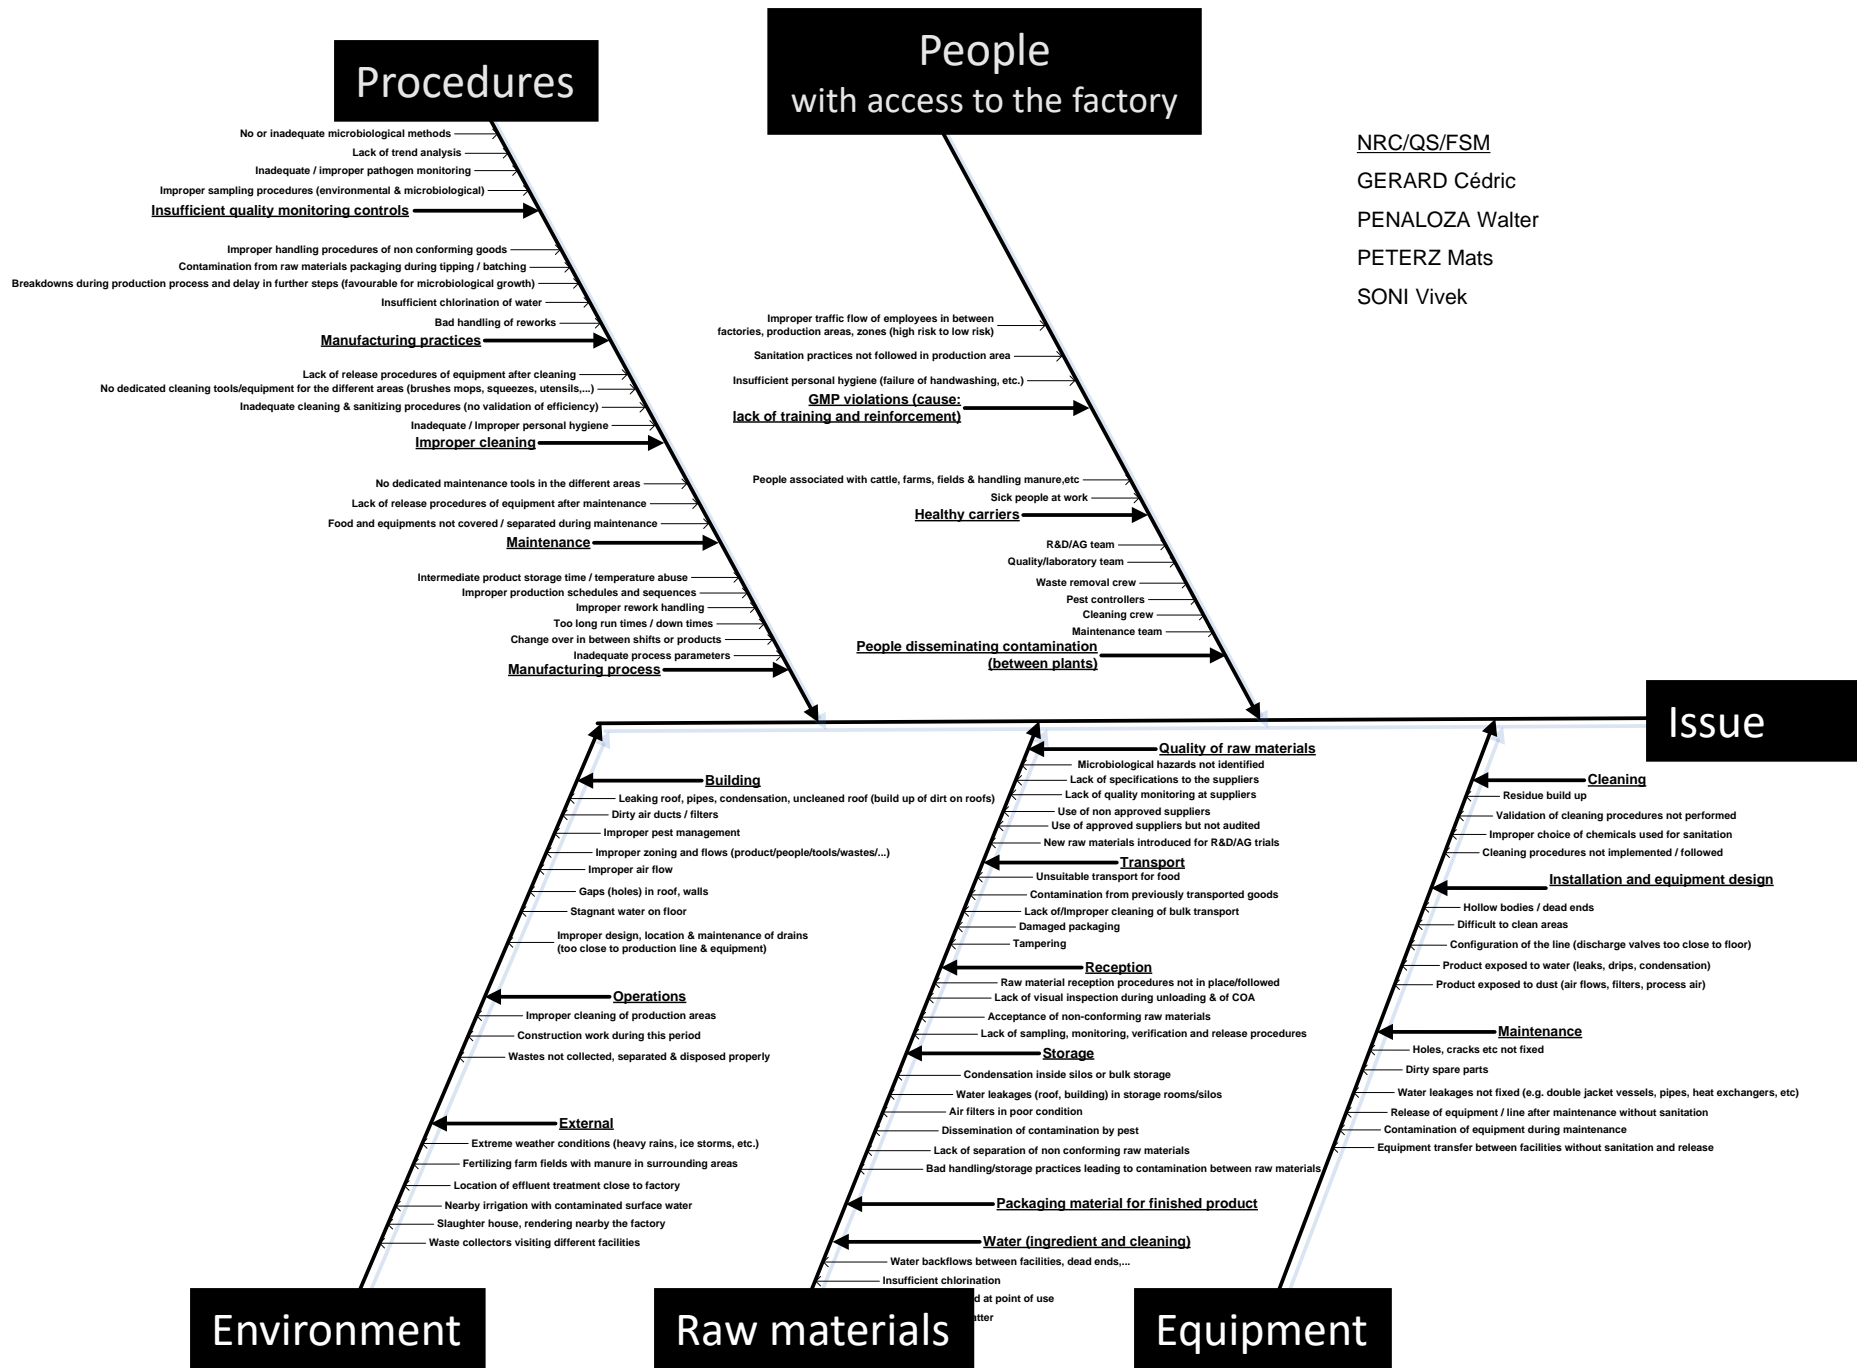 Procedures
No or inadequate microbiological methods
Lack of trend analysis
Inadequate / improper pathogen monitoring
Improper sampling procedures (environmental & microbiological)
Insufficient quality monitoring controls
Improper handling procedures of non conforming goods
Contamination from raw materials packaging during tipping / batching
Breakdowns during production process and delay in further steps (favourable for microbiological growth)
Insufficient chlorination of water
Bad handling of reworks
Manufacturing practices
Lack of release procedures of equipment after cleaning
No dedicated cleaning tools/equipment for the different areas (brushes mops, squeezes, utensils,...)
Inadequate cleaning & sanitizing procedures (no validation of efficiency)
Inadequate / Improper personal hygiene
Improper cleaning
No dedicated maintenance tools in the different areas
Lack of release procedures of equipment after maintenance
Food and equipments not covered / separated during maintenance
Maintenance
Intermediate product storage time / temperature abuse
Improper production schedules and sequences
Improper rework handling
Too long run times / down times
Change over in between shifts or products
Inadequate process parameters
Manufacturing process
People
with access to the factory
Improper traffic flow of employees in between
factories, production areas, zones (high risk to low risk)
Sanitation practices not followed in production area
Insufficient personal hygiene (failure of handwashing, etc.)
GMP violations (cause:
lack of training and reinforcement)
People associated with cattle, farms, fields & handling manure,etc
Sick people at work
Healthy carriers
R&D/AG team
Quality/laboratory team
Waste removal crew
Pest controllers
Cleaning crew
Maintenance team
People disseminating contamination
(between plants)
NRC/QS/FSM
GERARD Cédric
PENALOZA Walter
PETERZ Mats
SONI Vivek
Issue
Building
Leaking roof, pipes, condensation, uncleaned roof (build up of dirt on roofs)
Dirty air ducts / filters
Improper pest management
Improper zoning and flows (product/people/tools/wastes/...)
Improper air flow
Gaps (holes) in roof, walls
Stagnant water on floor
Improper design, location & maintenance of drains
(too close to production line & equipment)
Operations
Improper cleaning of production areas
Construction work during this period
Wastes not collected, separated & disposed properly
External
Extreme weather conditions (heavy rains, ice storms, etc.)
Fertilizing farm fields with manure in surrounding areas
Location of effluent treatment close to factory
Nearby irrigation with contaminated surface water
Slaughter house, rendering nearby the factory
Waste collectors visiting different facilities
Environment
Quality of raw materials
Microbiological hazards not identified
Lack of specifications to the suppliers
Lack of quality monitoring at suppliers
Use of non approved suppliers
Use of approved suppliers but not audited
New raw materials introduced for R&D/AG trials
Transport
Unsuitable transport for food
Contamination from previously transported goods
Lack of/Improper cleaning of bulk transport
Damaged packaging
Tampering
Reception
Raw material reception procedures not in place/followed
Lack of visual inspection during unloading & of COA
Acceptance of non-conforming raw materials
Lack of sampling, monitoring, verification and release procedures
Storage
Condensation inside silos or bulk storage
Water leakages (roof, building) in storage rooms/silos
Air filters in poor condition
Dissemination of contamination by pest
Lack of separation of non conforming raw materials
Bad handling/storage practices leading to contamination between raw materials
Packaging material for finished product
Water (ingredient and cleaning)
Water backflows between facilities, dead ends,...
Insufficient chlorination
at point of use
Raw materials
Cleaning
Residue build up
Validation of cleaning procedures not performed
Improper choice of chemicals used for sanitation
Cleaning procedures not implemented / followed
Installation and equipment design
Hollow bodies / dead ends
Difficult to clean areas
Configuration of the line (discharge valves too close to floor)
Product exposed to water (leaks, drips, condensation)
Product exposed to dust (air flows, filters, process air)
Maintenance
Holes, cracks etc not fixed
Dirty spare parts
Water leakages not fixed (e.g. double jacket vessels, pipes, heat exchangers, etc)
Release of equipment / line after maintenance without sanitation
Contamination of equipment during maintenance
Equipment transfer between facilities without sanitation and release
Equipment